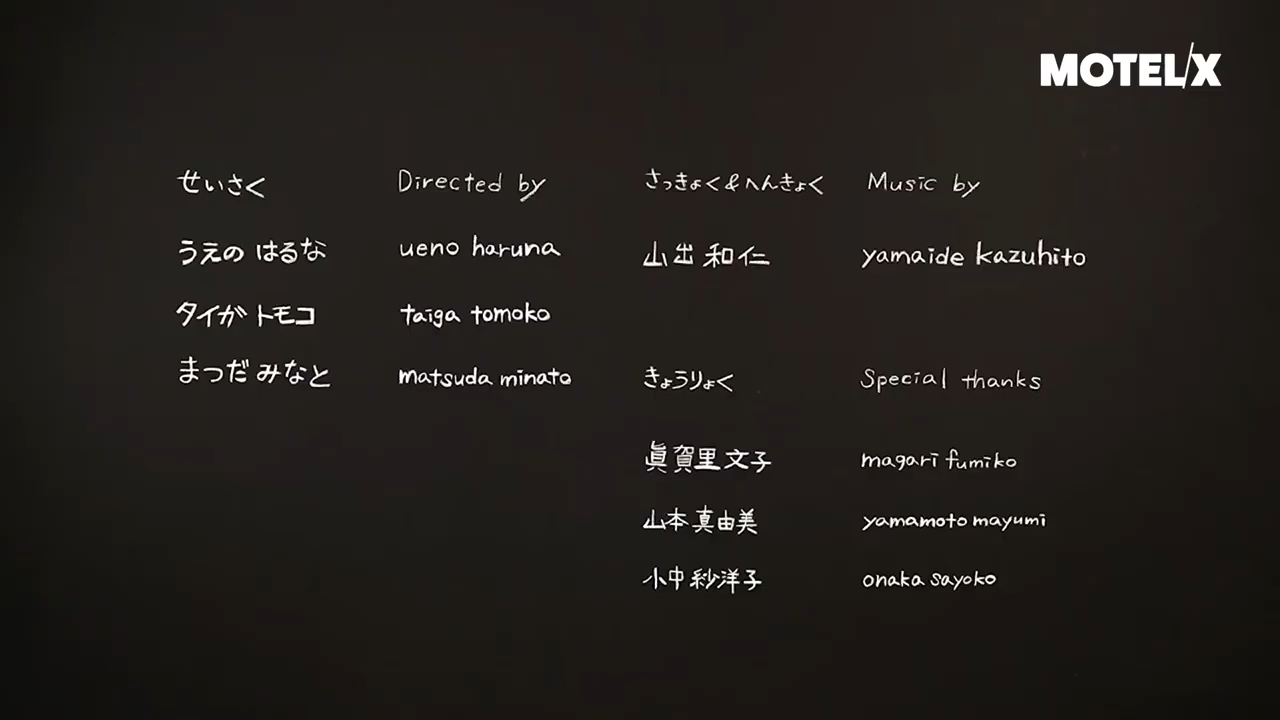 MOTEL/X
せいさく Directed by
うえの はるな ueno haruna
タイガ トモコ taiga tomoko
まつだ みなと matsuda minato
さっきょく&へんきょく Music by
山出 和仁 yamaide kazuhito
きょうりょく Special thanks
眞賀里 文子 magari fumiko
山本 真由美 yamamoto mayumi
小中 紗洋子 onaka sayoko